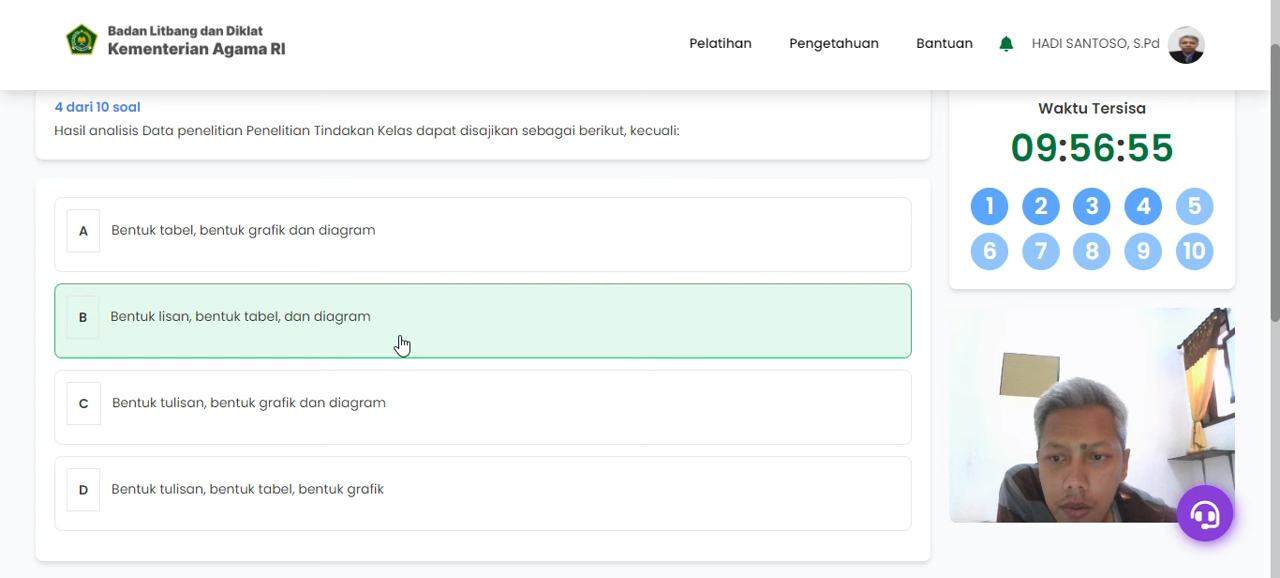 Badan Litbang dan Diklat
Kementerian Agama RI
Pelatihan
Pengetahuan
Bantuan
HADI SANTOSO, S.Pd
4 dari 10 soal
Hasil analisis Data penelitian Penelitian Tindakan Kelas dapat disajikan sebagai berikut, kecuali:
A Bentuk tabel, bentuk grafik dan diagram
B Bentuk lisan, bentuk tabel, dan diagram
C Bentuk tulisan, bentuk grafik dan diagram
D Bentuk tulisan, bentuk tabel, bentuk grafik
Waktu Tersisa
09:56:55
1 2 3 4 5
6 7 8 9 10